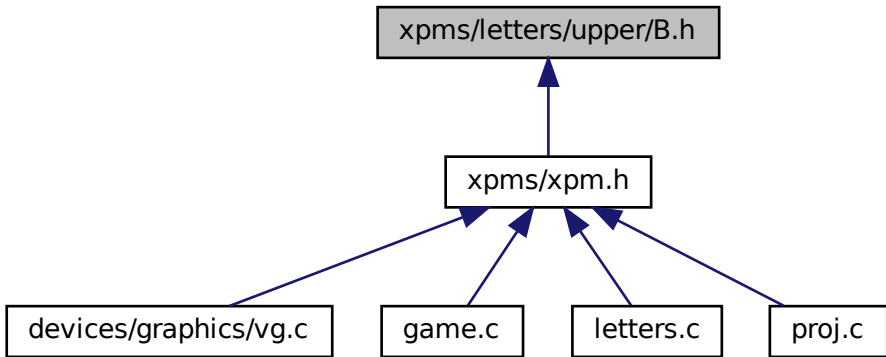 xpms/letters/upper/B.h
xpms/xpm.h
devices/graphics/vg.c
game.c
letters.c
proj.c